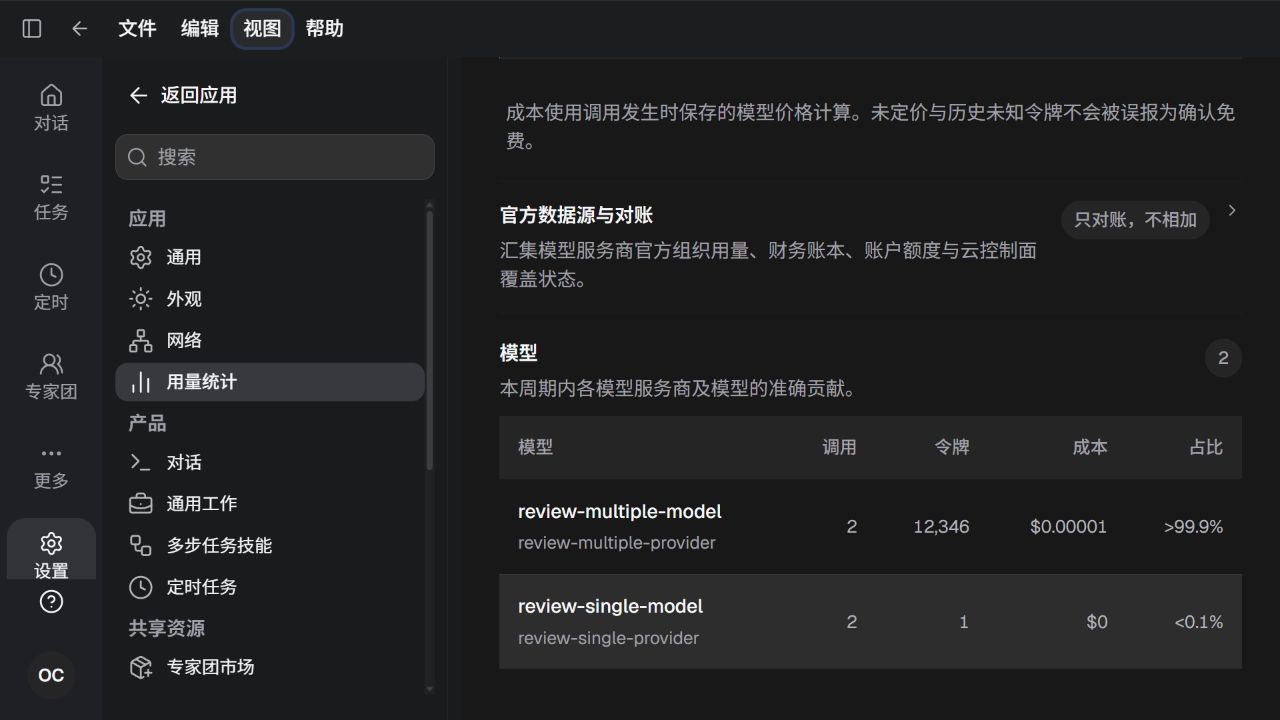 文件 编辑 视图 帮助
对话
任务
定时
专家团
更多
设置
OC
返回应用
搜索
应用
通用
外观
网络
用量统计
产品
对话
通用工作
多步任务技能
定时任务
共享资源
专家团市场
成本使用调用发生时保存的模型价格计算。未定价与历史未知令牌不会被误报为确认免
费。
官方数据源与对账
只对账，不相加
汇集模型服务商官方组织用量、财务账本、账户额度与云控制面
覆盖状态。
模型
2
本周期内各模型服务商及模型的准确贡献。
模型 调用 令牌 成本 占比
review-multiple-model
review-multiple-provider
2 12,346 $0.00001 >99.9%
review-single-model
review-single-provider
2 1 $0 <0.1%